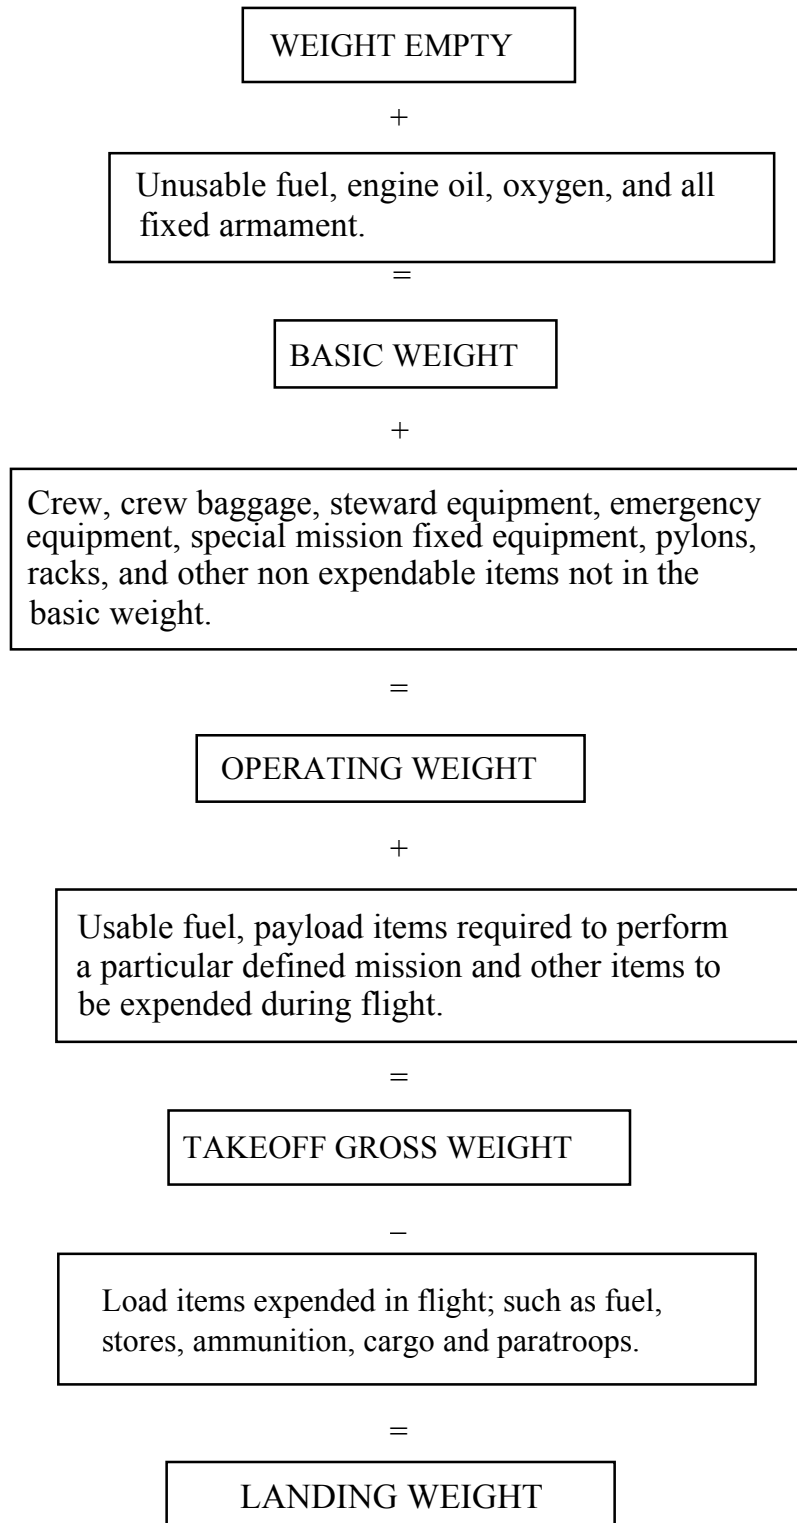 WEIGHT EMPTY
+
Unusable fuel, engine oil, oxygen, and all
fixed armament.
=
BASIC WEIGHT
+
Crew, crew baggage, steward equipment, emergency
equipment, special mission fixed equipment, pylons,
racks, and other non expendable items not in the
basic weight.
=
OPERATING WEIGHT
+
Usable fuel, payload items required to perform
a particular defined mission and other items to
be expended during flight.
=
TAKEOFF GROSS WEIGHT
–
Load items expended in flight; such as fuel,
stores, ammunition, cargo and paratroops.
=
LANDING WEIGHT